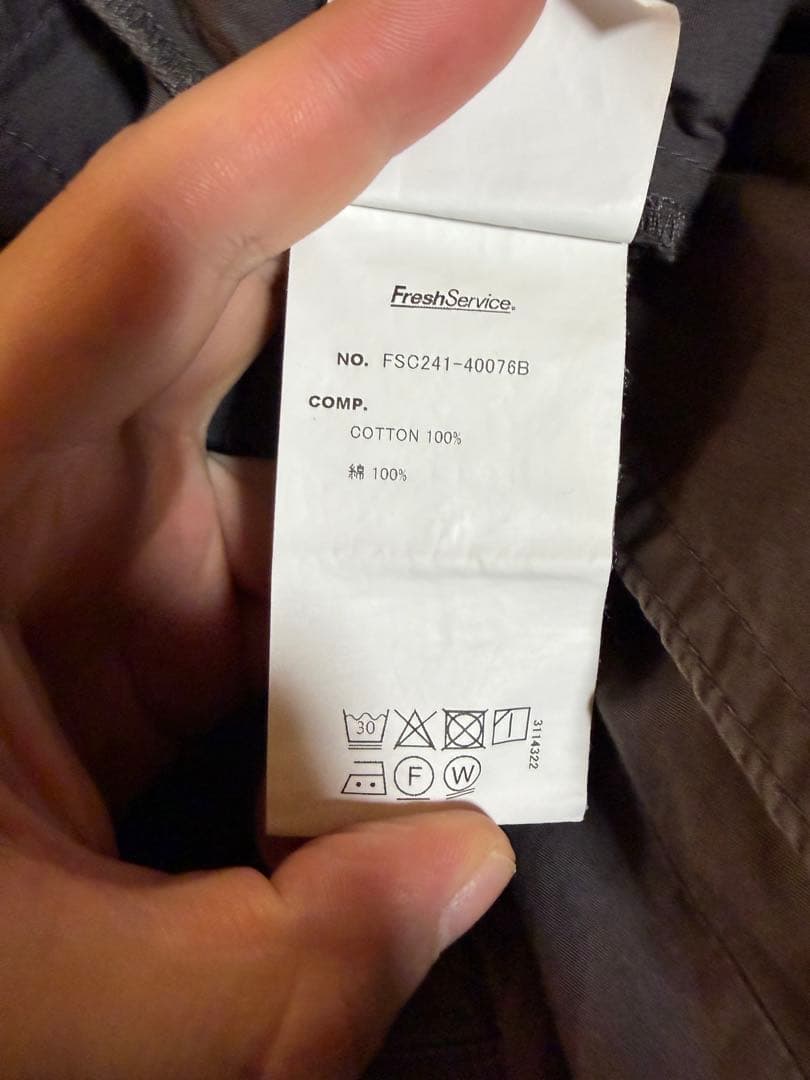 FreshService.
NO. FSC241-40076B
COMP.
COTTON 100%
綿 100%
30
3114322
F
W